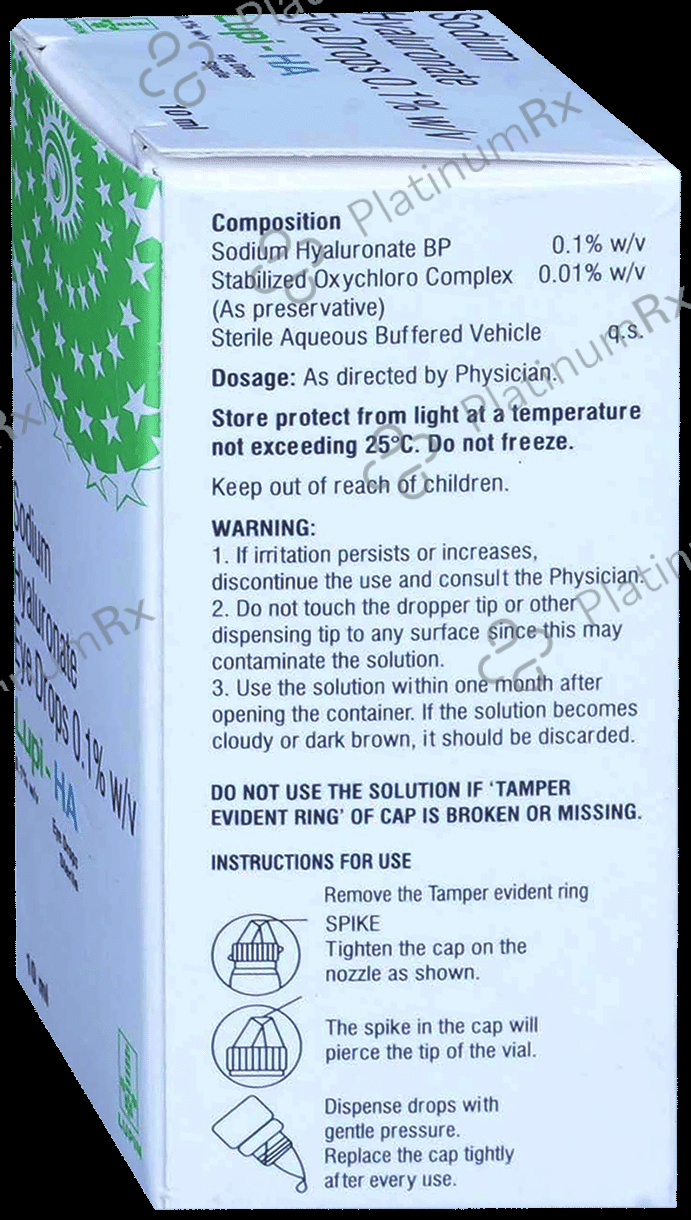 Sodium
Hyaluronate
Eye Drops 0.1% w/v
Lupi - HA
Eye Drops
Sterile
10 ml
Composition
Sodium Hyaluronate BP 0.1% w/v
Stabilized Oxychloro Complex 0.01% w/v
(As preservative)
Sterile Aqueous Buffered Vehicle q.s.
Dosage: As directed by Physician.
Store protect from light at a temperature
not exceeding 25°C. Do not freeze.
Keep out of reach of children.
WARNING:
1. If irritation persists or increases,
discontinue the use and consult the Physician.
2. Do not touch the dropper tip or other
dispensing tip to any surface since this may
contaminate the solution.
3. Use the solution within one month after
opening the container. If the solution becomes
cloudy or dark brown, it should be discarded.
DO NOT USE THE SOLUTION IF ‘TAMPER
EVIDENT RING’ OF CAP IS BROKEN OR MISSING.
INSTRUCTIONS FOR USE
Remove the Tamper evident ring
SPIKE
Tighten the cap on the
nozzle as shown.
The spike in the cap will
pierce the tip of the vial.
Dispense drops with
gentle pressure.
Replace the cap tightly
after every use.
Sodium
Hyaluronate
Eye Drops 0.1% w/v
Lupi - HA
Eye Drops
Sterile
10 ml
LUPIN
PlatinumRx
PlatinumRx
PlatinumRx